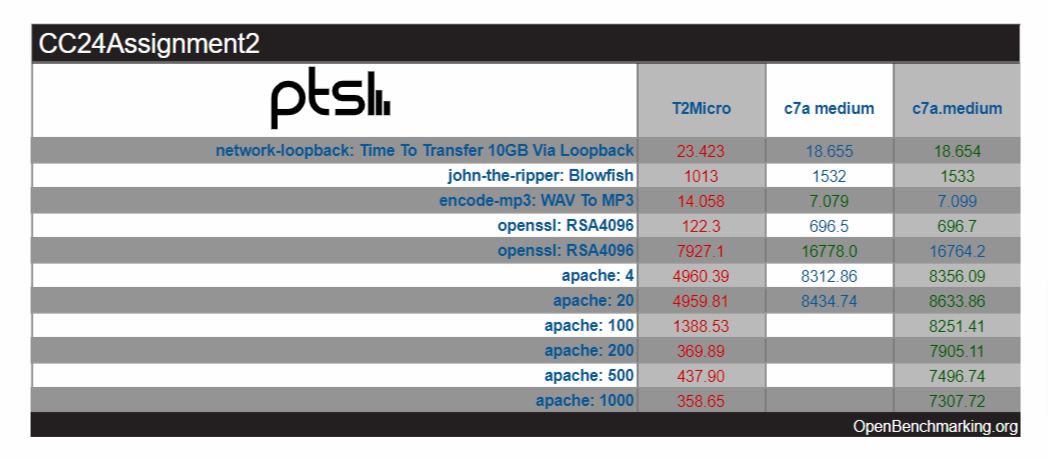 CC24Assignment2
ptsl
T2Micro c7a medium c7a.medium
network-loopback: Time To Transfer 10GB Via Loopback 23.423 18.655 18.654
john-the-ripper: Blowfish 1013 1532 1533
encode-mp3: WAV To MP3 14.058 7.079 7.099
openssl: RSA4096 122.3 696.5 696.7
openssl: RSA4096 7927.1 16778.0 16764.2
apache: 4 4960.39 8312.86 8356.09
apache: 20 4959.81 8434.74 8633.86
apache: 100 1388.53 8251.41
apache: 200 369.89 7905.11
apache: 500 437.90 7496.74
apache: 1000 358.65 7307.72
OpenBenchmarking.org